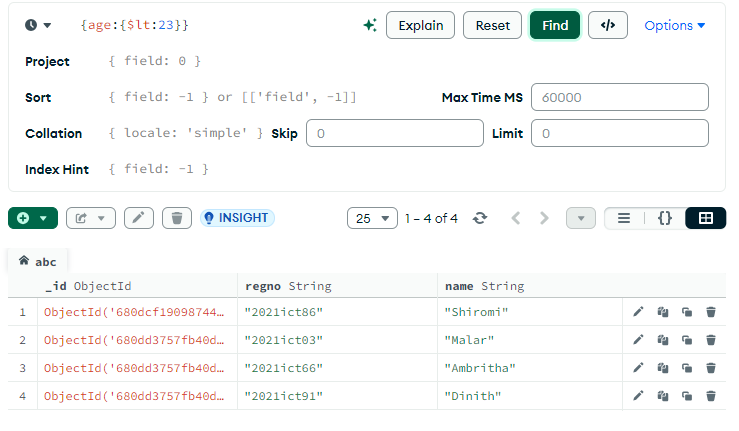 {age:{$lt:23}} Explain Reset Find </> Options
Project { field: 0 }
Sort { field: -1 } or [['field', -1]] Max Time MS 60000
Collation { locale: 'simple' } Skip 0 Limit 0
Index Hint { field: -1 }
INSIGHT 25 1 – 4 of 4 {}
abc
_id ObjectId regno String name String
1 ObjectId('680dcf19098744... "2021ict86" "Shiromi"
2 ObjectId('680dd3757fb40d... "2021ict03" "Malar"
3 ObjectId('680dd3757fb40d... "2021ict66" "Ambritha"
4 ObjectId('680dd3757fb40d... "2021ict91" "Dinith"